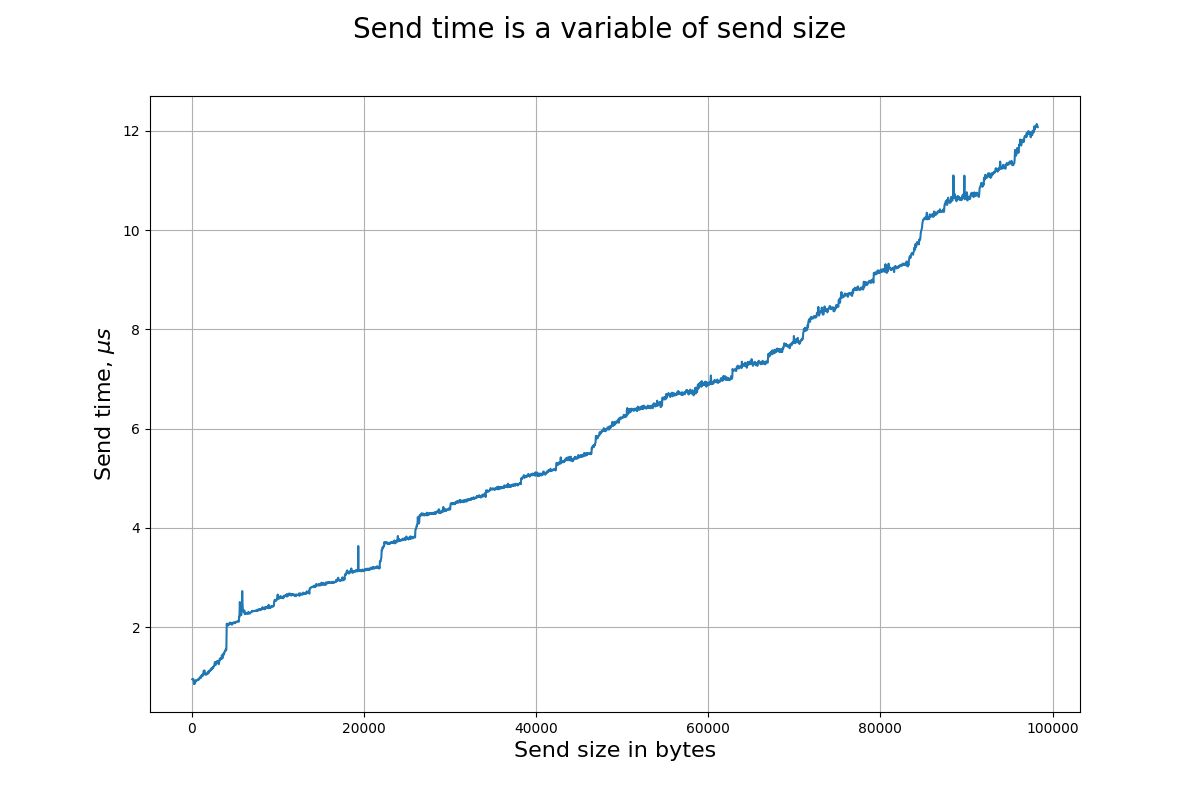 Send time is a variable of send size
12
10
8
6
4
2
Send time, μs
0 20000 40000 60000 80000 100000
Send size in bytes